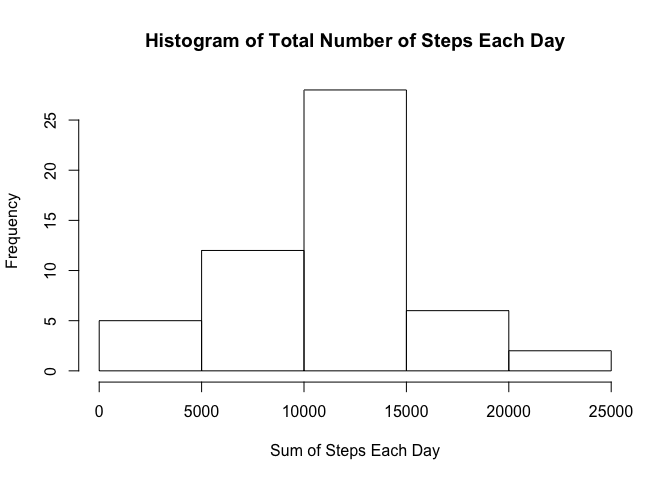 Histogram of Total Number of Steps Each Day
Frequency
25
20
15
10
5
0
0 5000 10000 15000 20000 25000
Sum of Steps Each Day